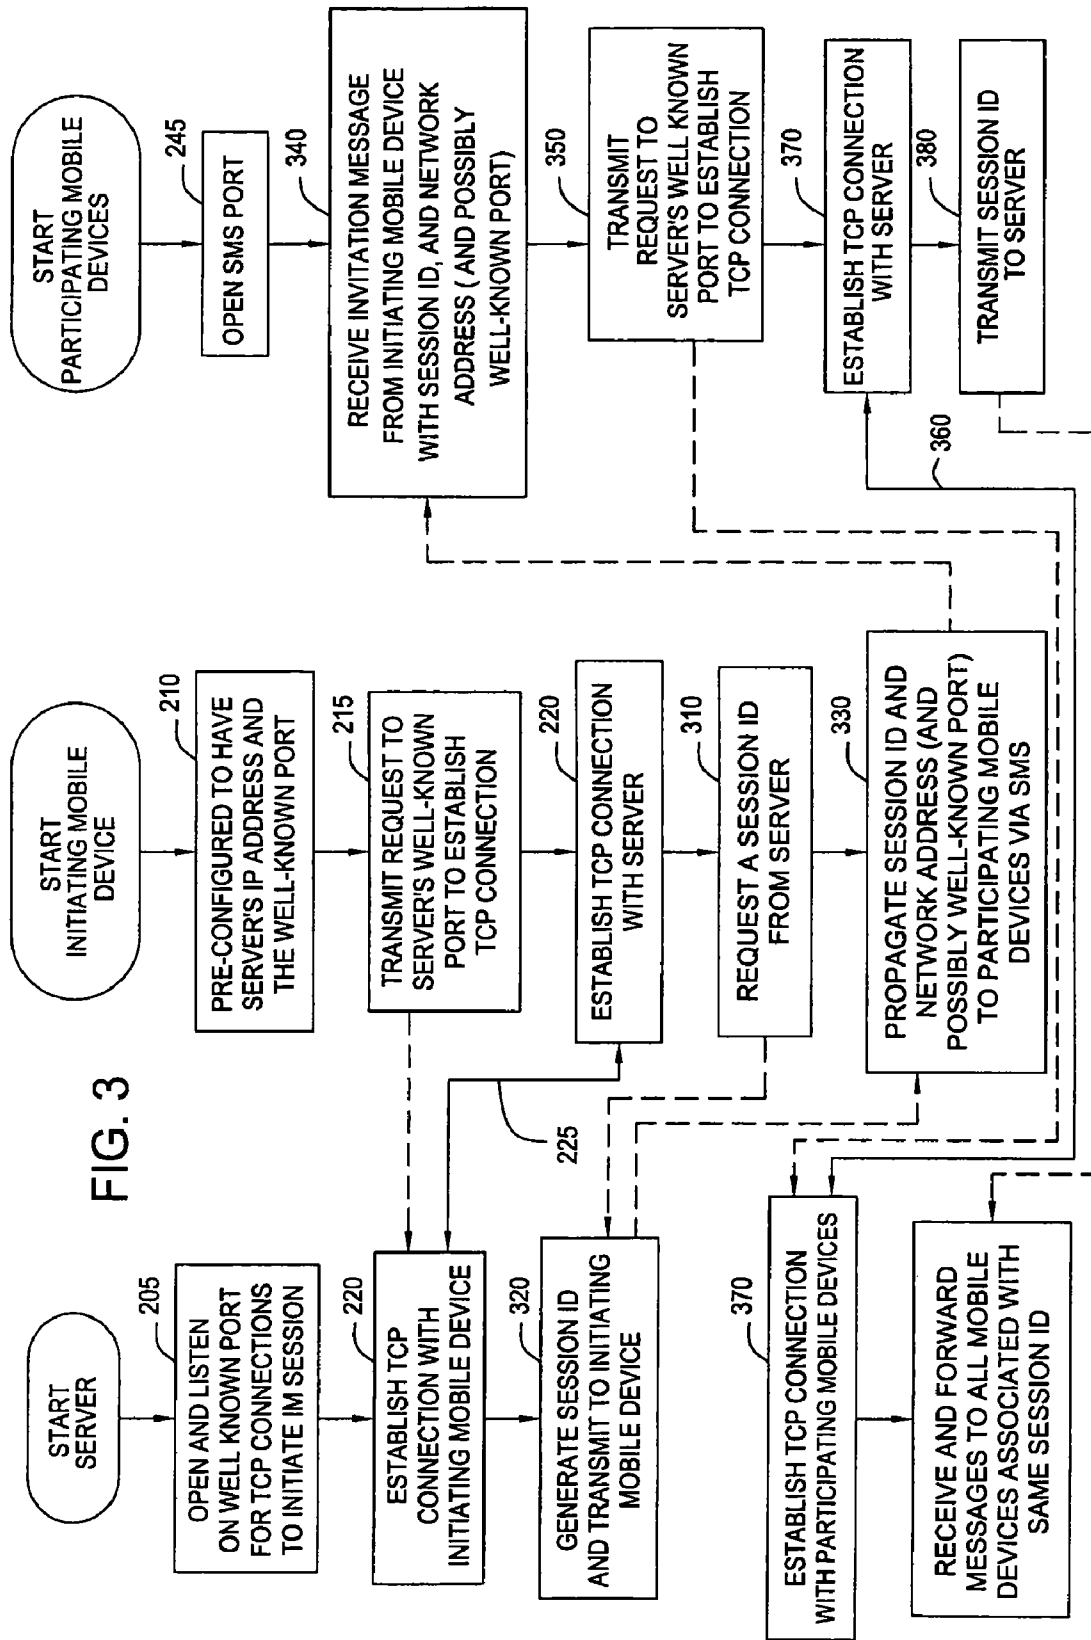 FIG. 3
START
SERVER
205
OPEN AND LISTEN
ON WELL KNOWN PORT
FOR TCP CONNECTIONS
TO INITIATE IM SESSION
220
ESTABLISH TCP
CONNECTION WITH
INITIATING MOBILE DEVICE
320
GENERATE SESSION ID
AND TRANSMIT TO INITIATING
MOBILE DEVICE
370
ESTABLISH TCP CONNECTION
WITH PARTICIPATING MOBILE DEVICES
RECEIVE AND FORWARD
MESSAGES TO ALL MOBILE
DEVICES ASSOCIATED WITH
SAME SESSION ID
225
START
INITIATING MOBILE
DEVICE
210
PRE-CONFIGURED TO HAVE
SERVER'S IP ADDRESS AND
THE WELL-KNOWN PORT
215
TRANSMIT REQUEST TO
SERVER'S WELL-KNOWN
PORT TO ESTABLISH
TCP CONNECTION
220
ESTABLISH TCP CONNECTION
WITH SERVER
310
REQUEST A SESSION ID
FROM SERVER
330
PROPAGATE SESSION ID AND
NETWORK ADDRESS (AND
POSSIBLY WELL-KNOWN PORT)
TO PARTICIPATING MOBILE
DEVICES VIA SMS
START
PARTICIPATING MOBILE
DEVICES
245
OPEN SMS PORT
340
RECEIVE INVITATION MESSAGE
FROM INITIATING MOBILE DEVICE
WITH SESSION ID, AND NETWORK
ADDRESS ( AND POSSIBLY
WELL-KNOWN PORT)
350
TRANSMIT
REQUEST TO
SERVER'S WELL KNOWN
PORT TO ESTABLISH
TCP CONNECTION
370
ESTABLISH TCP CONNECTION
WITH SERVER
360
380
TRANSMIT SESSION ID
TO SERVER